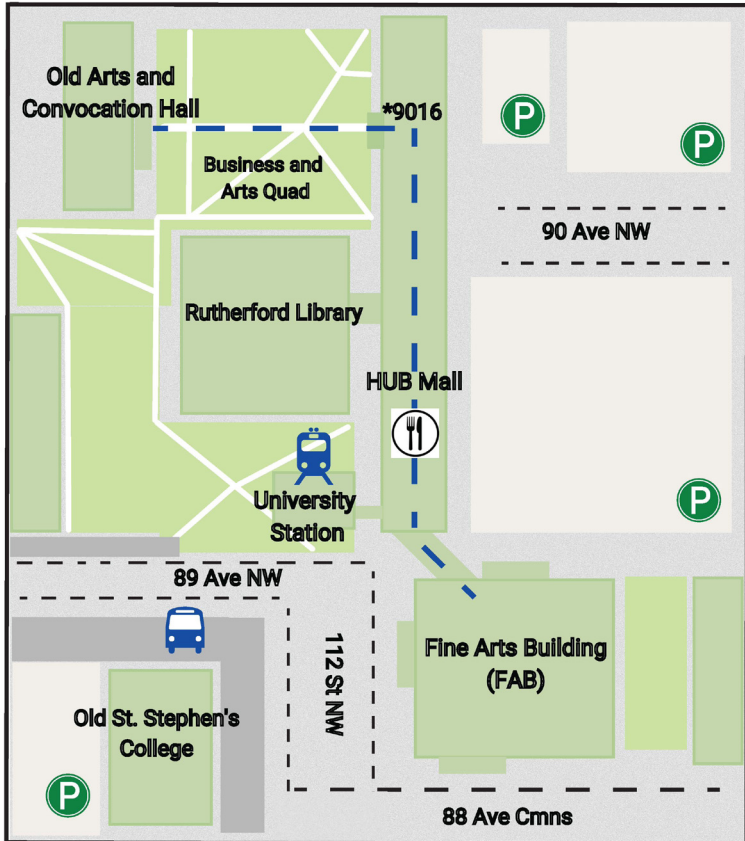 Old Arts and
Convocation Hall
*9016
P
P
Business and
Arts Quad
90 Ave NW
Rutherford Library
HUB Mall
University
Station
P
89 Ave NW
112 St NW
Fine Arts Building
(FAB)
Old St. Stephen's
College
P
88 Ave Cmns